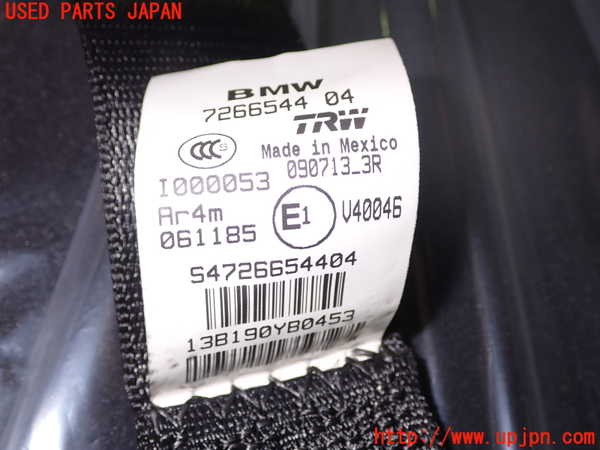 USED PARTS JAPAN
BMW
7266544 04
TRW
CCC S
Made in Mexico
I000053 090713_3R
Ar4m
061185 E1 V40046
S4726654404
13B190YB0453
http://www.upjpn.com/